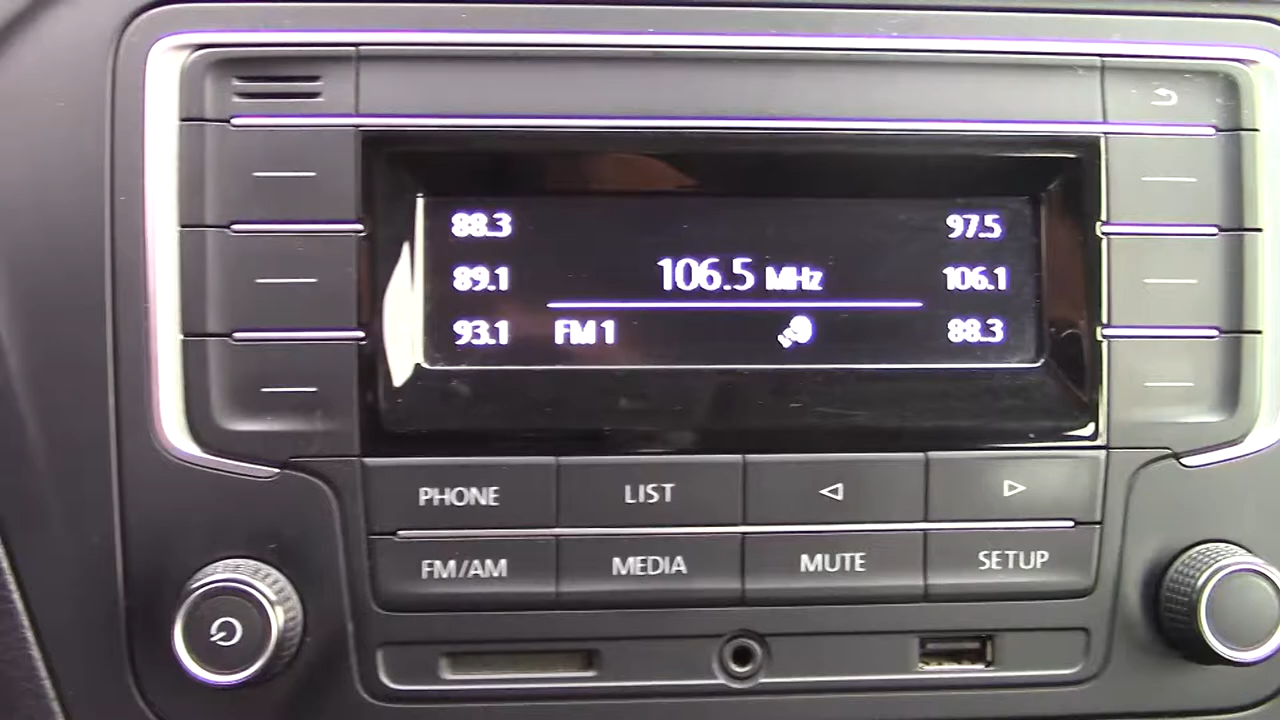 88.3 97.5
89.1 106.5 MHz 106.1
93.1 FM 1 88.3
PHONE LIST
FM/AM MEDIA MUTE SETUP